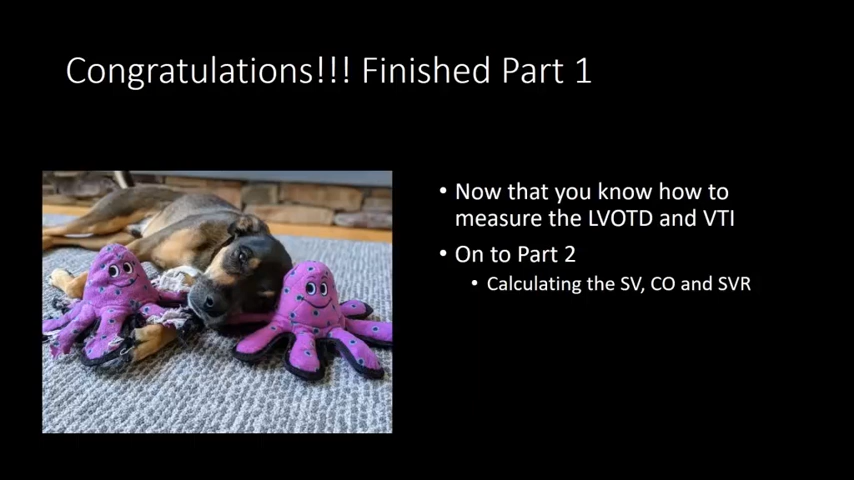 Congratulations!!! Finished Part 1
• Now that you know how to
measure the LVOTD and VTI
• On to Part 2
• Calculating the SV, CO and SVR